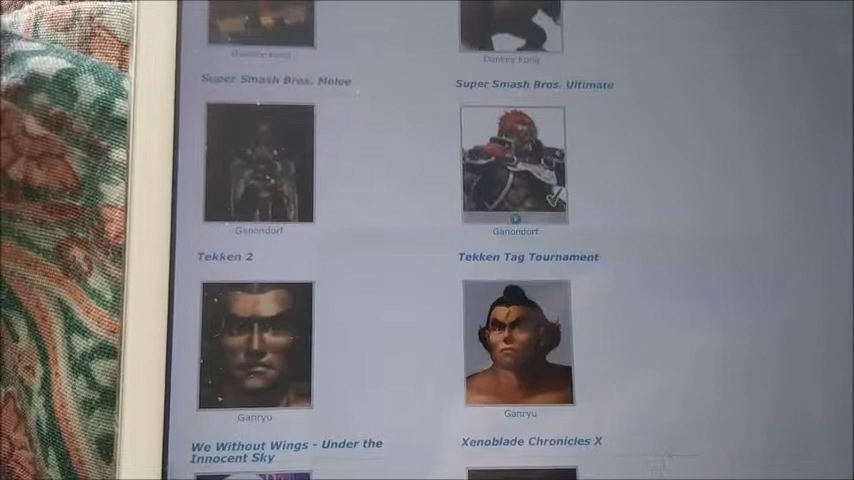 Donkey Kong
Donkey Kong
Super Smash Bros. Melee
Super Smash Bros. Ultimate
Ganondorf
Ganondorf
Tekken 2
Tekken Tag Tournament
Ganryu
Ganryu
We Without Wings - Under the
Innocent Sky
Xenoblade Chronicles X